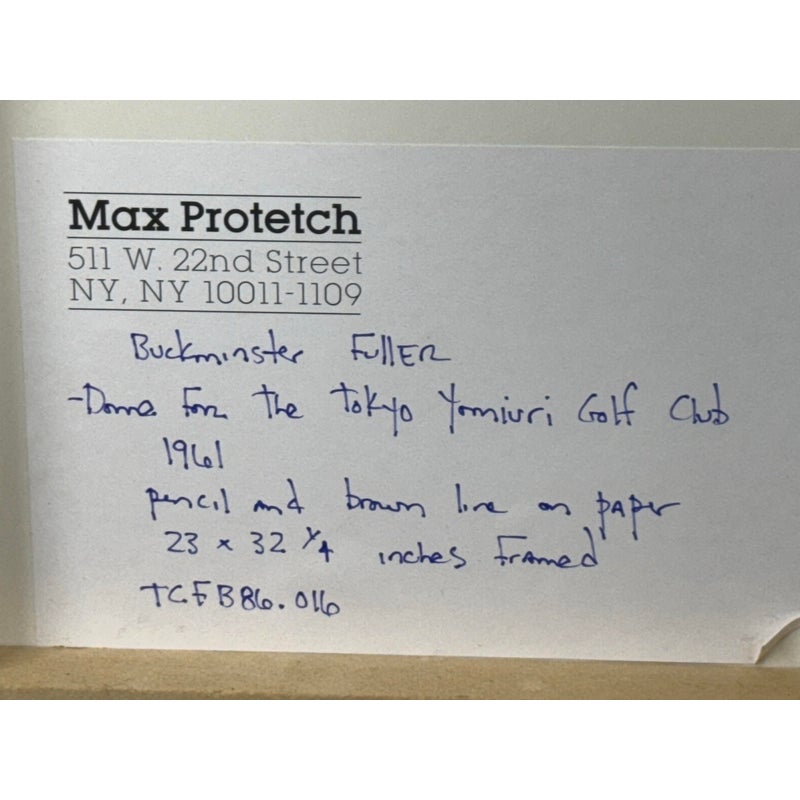 Max Protetch
511 W. 22nd Street
NY, NY 10011-1109
Buckminster FullER
-Dome For the Tokyo Yomiuri Golf Club
1961
pencil and brown line on paper
23 x 32 1/4 inches Framed
TCFB86.016